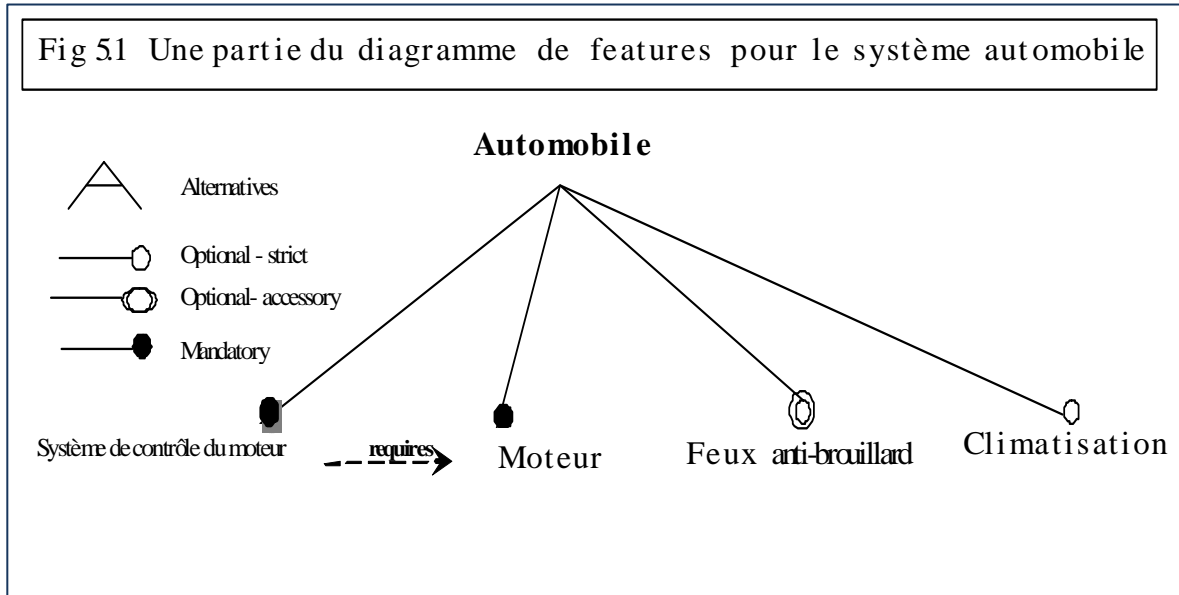 Fig 5.1 Une partie du diagramme de features pour le système automobile
Automobile
Alternatives
Optional - strict
Optional- accessory
Mandatory
Système de contrôle du moteur
requires
Moteur
Feux anti-brouillard
Climatisation